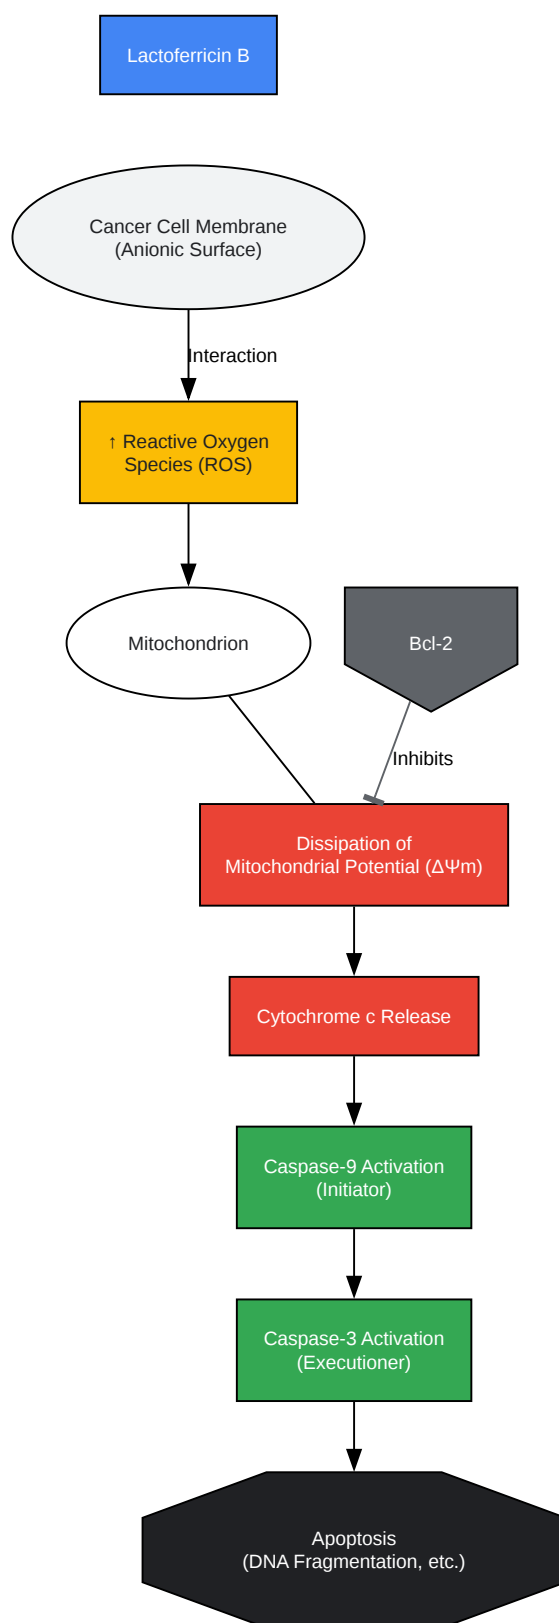 Lactoferricin B
Cancer Cell Membrane
(Anionic Surface)
Interaction
↑ Reactive Oxygen
Species (ROS)
Mitochondrion
Bcl-2
Inhibits
Dissipation of
Mitochondrial Potential (ΔΨm)
Cytochrome c Release
Caspase-9 Activation
(Initiator)
Caspase-3 Activation
(Executioner)
Apoptosis
(DNA Fragmentation, etc.)